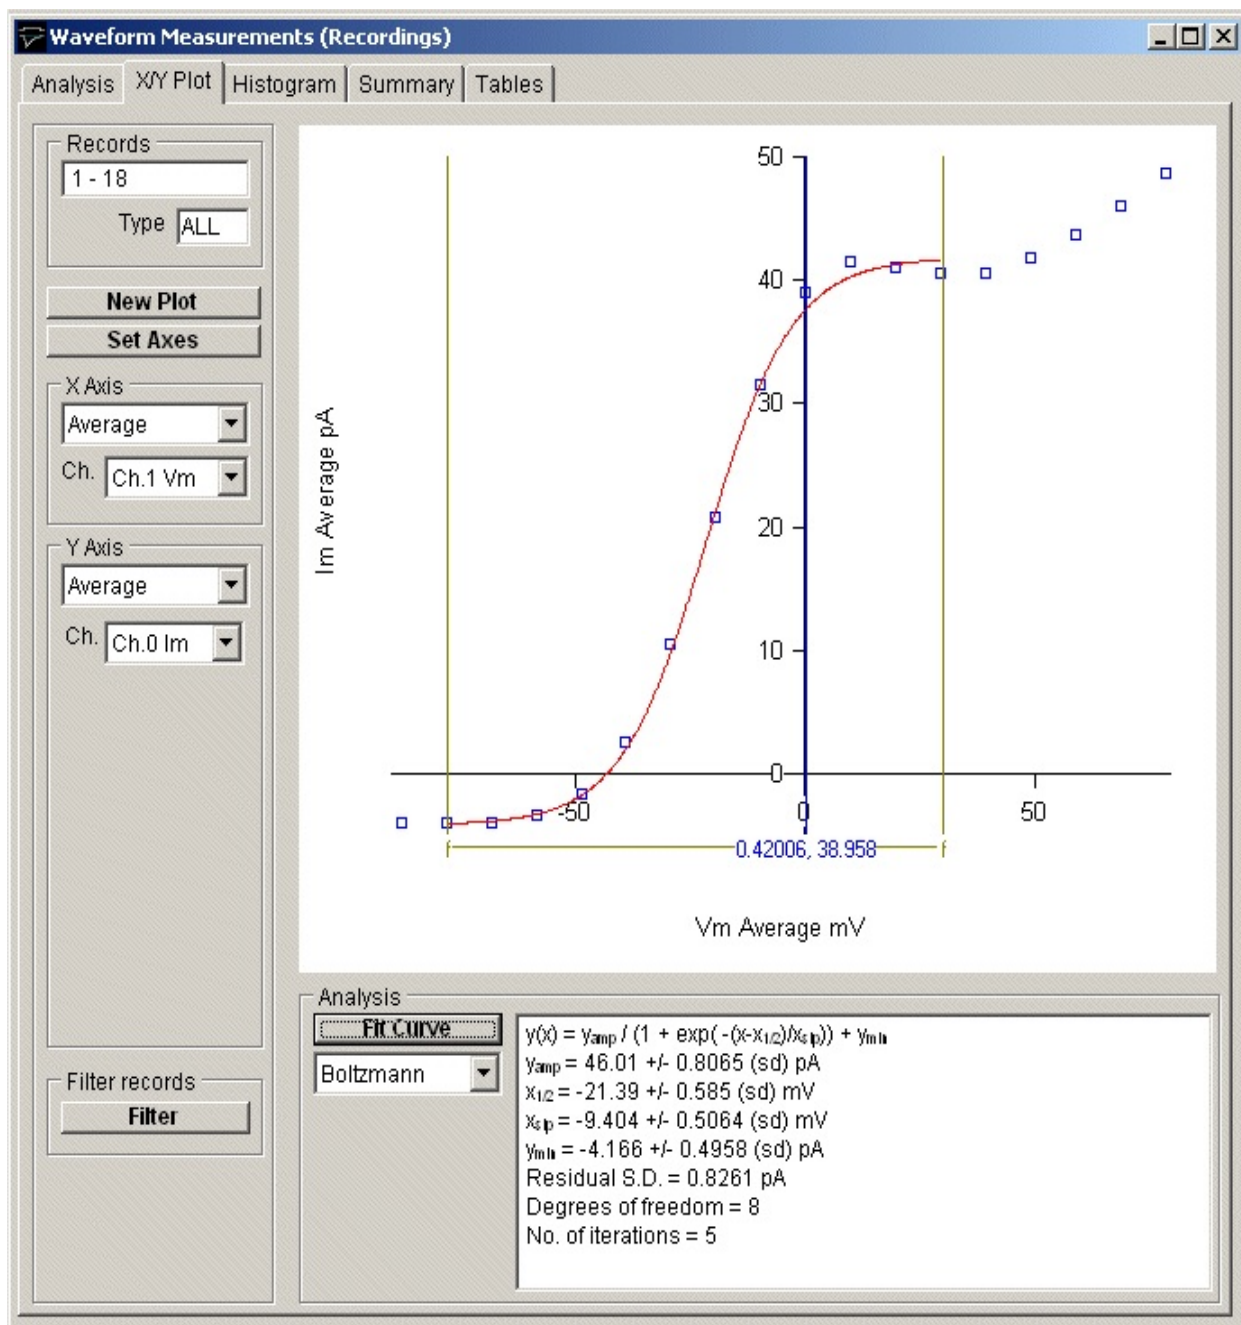 Waveform Measurements (Recordings)
Analysis X/Y Plot Histogram Summary Tables
Records
1 - 18
Type ALL
New Plot
Set Axes
X Axis
Average
Ch. Ch.1 Vm
Y Axis
Average
Ch. Ch.0 Im
Filter records
Filter
50
40
30
20
10
0
-50 0 50
Im Average pA
0.42006, 38.958
Vm Average mV
Analysis
Fit Curve
Boltzmann
y(x) = yamp / (1 + exp( -(x-x1/2)/xslp)) + ymin
yamp = 46.01 +/- 0.8065 (sd) pA
x1/2 = -21.39 +/- 0.585 (sd) mV
xslp = -9.404 +/- 0.5064 (sd) mV
ymin = -4.166 +/- 0.4958 (sd) pA
Residual S.D. = 0.8261 pA
Degrees of freedom = 8
No. of iterations = 5